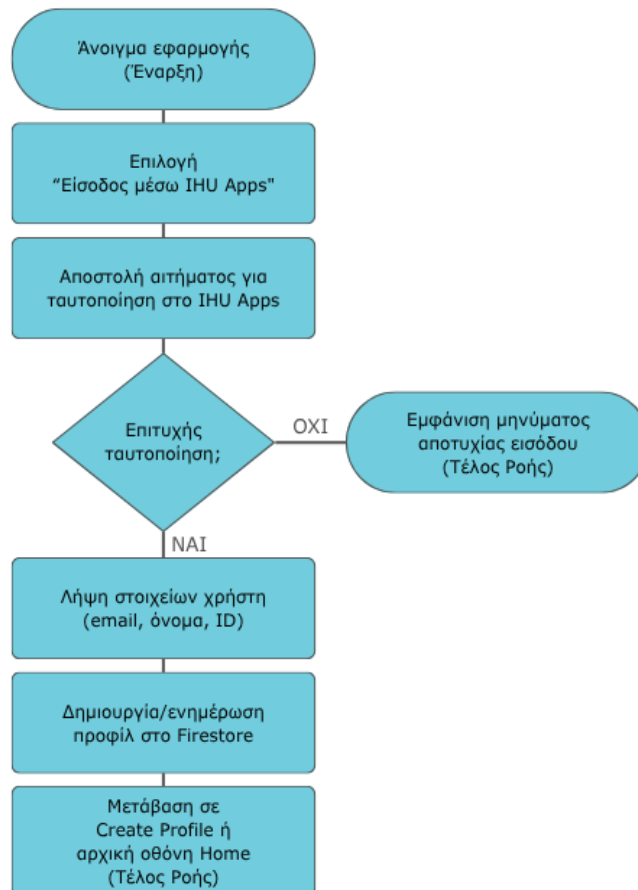 Άνοιγμα εφαρμογής
(Έναρξη)
Επιλογή
“Είσοδος μέσω IHU Apps"
Αποστολή αιτήματος για
ταυτοποίηση στο IHU Apps
Επιτυχής
ταυτοποίηση;
ΟΧΙ
Εμφάνιση μηνύματος
αποτυχίας εισόδου
(Τέλος Ροής)
ΝΑΙ
Λήψη στοιχείων χρήστη
(email, όνομα, ID)
Δημιουργία/ενημέρωση
προφίλ στο Firestore
Μετάβαση σε
Create Profile ή
αρχική οθόνη Home
(Τέλος Ροής)